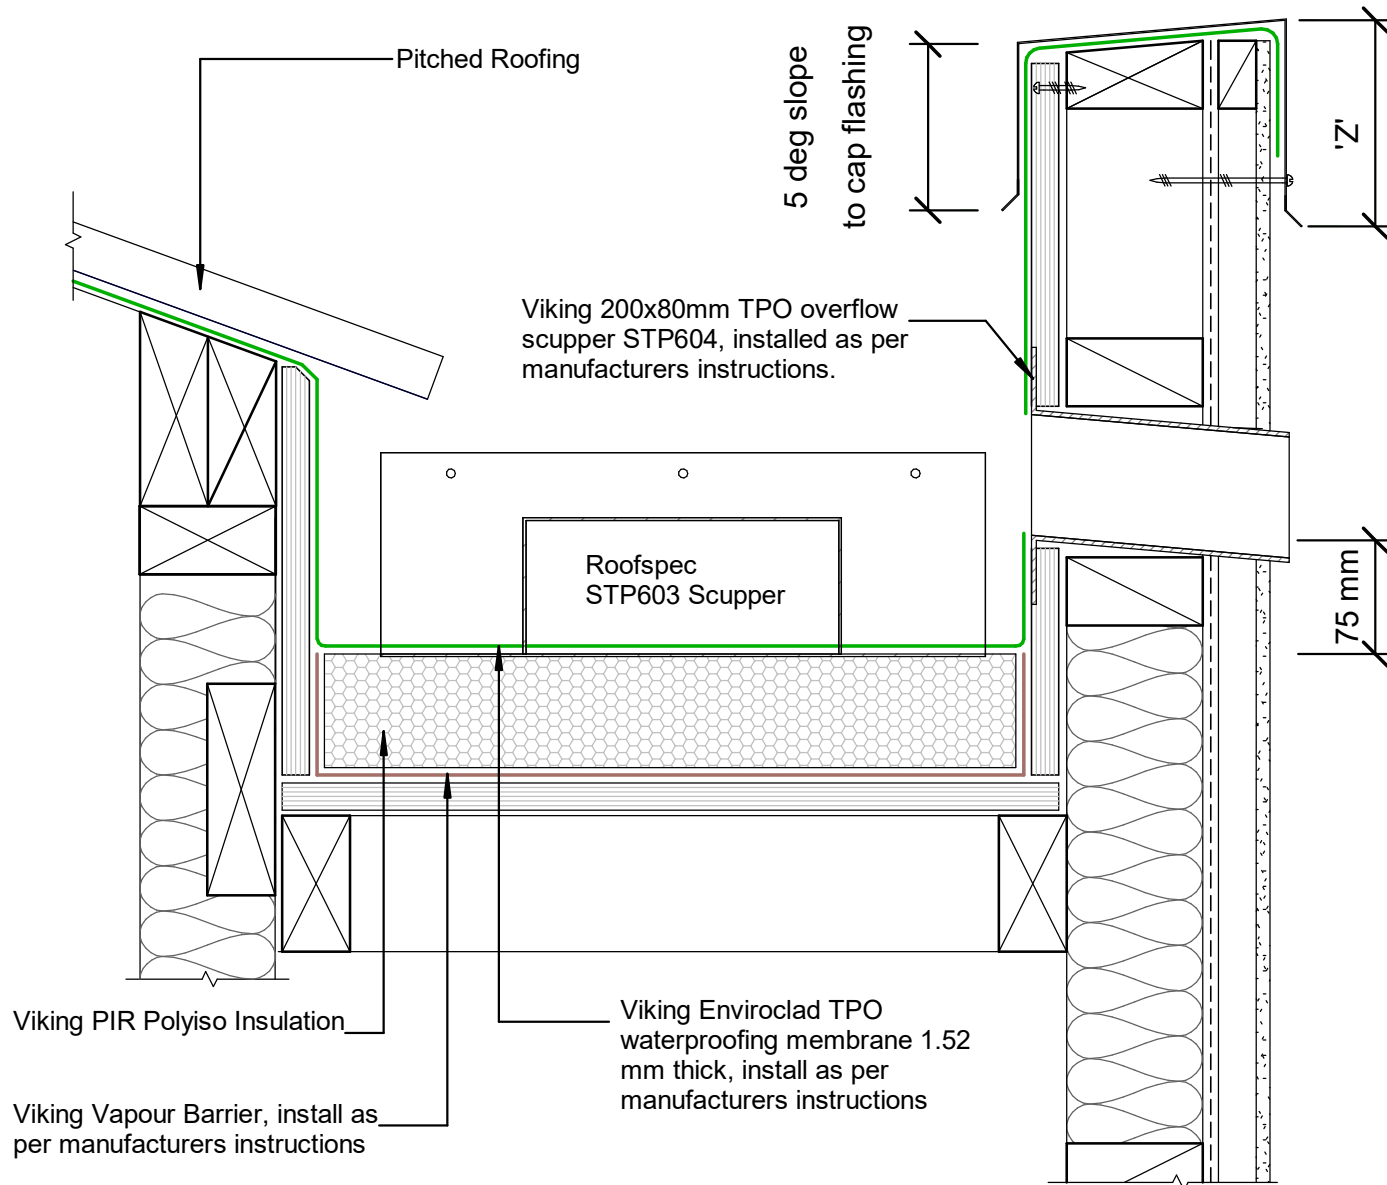 Pitched Roofing
5 deg slope
to cap flashing
'Z'
Viking 200x80mm TPO overflow
scupper STP604, installed as per
manufacturers instructions.
Roofspec
STP603 Scupper
75 mm
Viking PIR Polyiso Insulation
Viking Enviroclad TPO
waterproofing membrane 1.52
mm thick, install as per
manufacturers instructions
Viking Vapour Barrier, install as
per manufacturers instructions